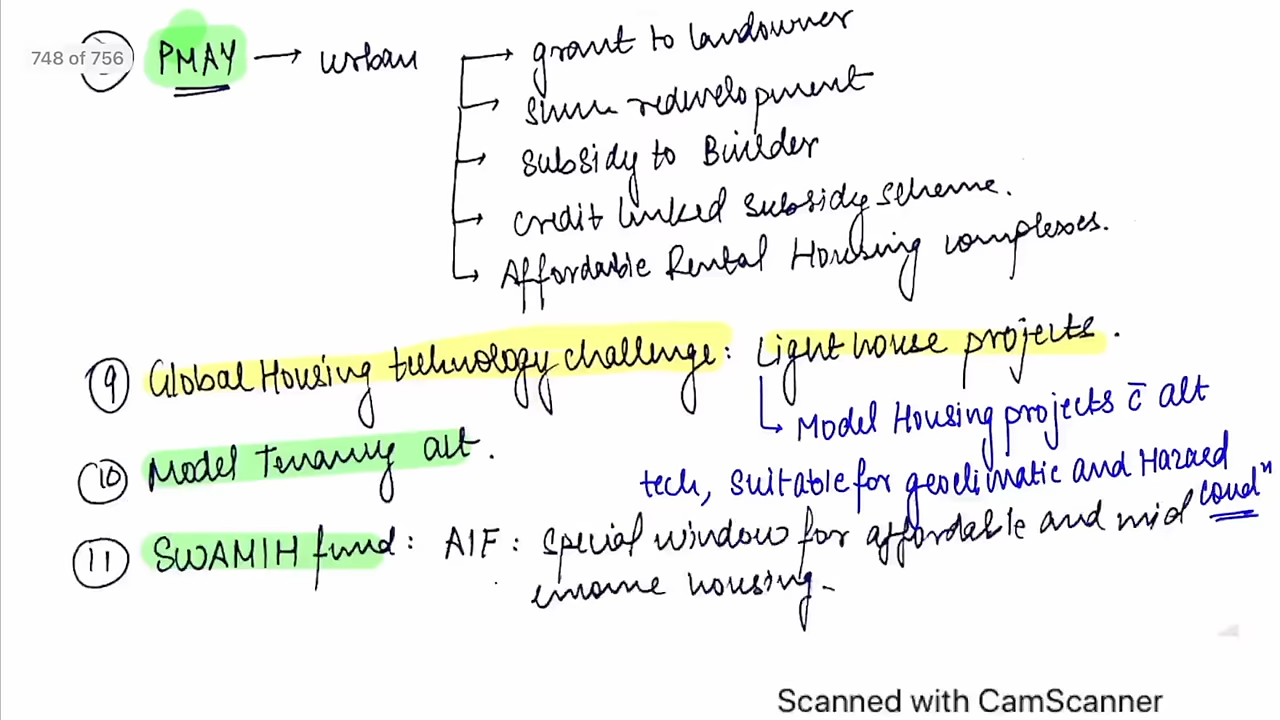 748 of 756
PMAY → urban → grant to landowner
→ slum redevelopment
→ subsidy to Builder
→ credit linked subsidy scheme.
→ Affordable Rental Housing complexes.
9 Global Housing technology challenge: Light house projects.
→ Model Housing projects c̄ alt
10 Model Tenancy act.
tech, suitable for geoclimatic and Hazard condⁿ
11 SWAMIH fund: AIF: special window for affordable and mid
income housing.
Scanned with CamScanner